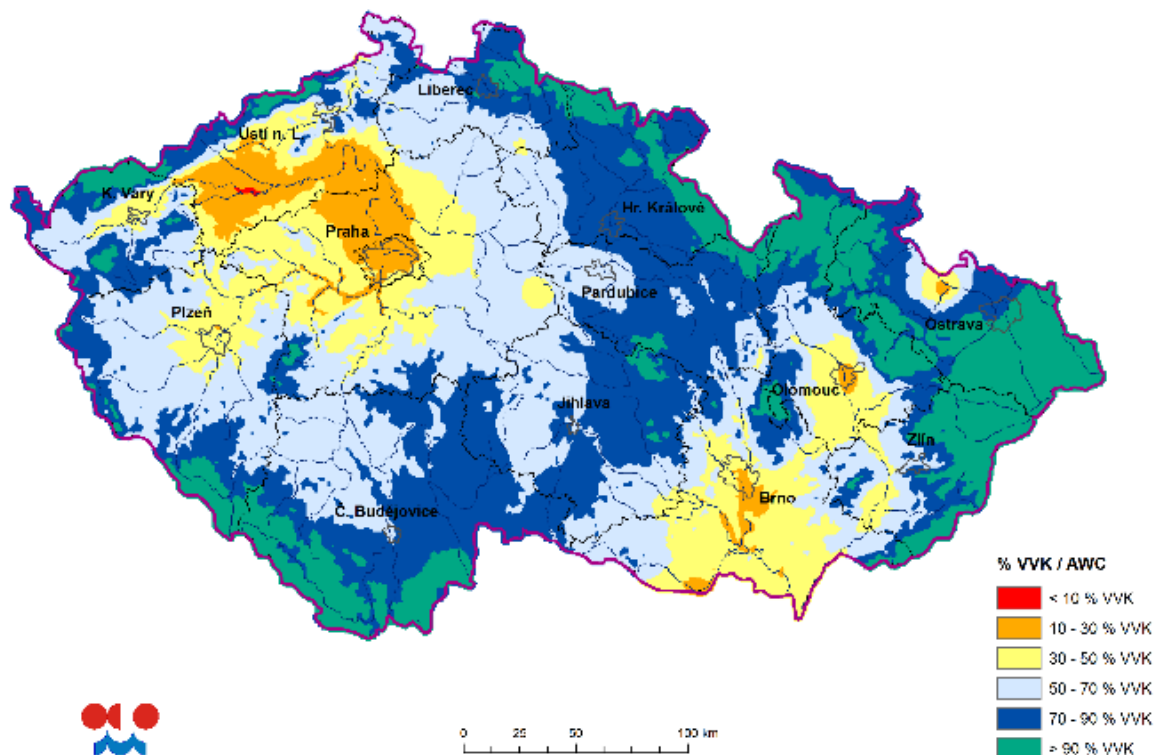 Liberec
Ústí n. L.
K. Vary
Hr. Králové
Praha
Pardubice
Plzeň
Ostrava
Olomouc
Jihlava
Zlín
Brno
Č. Budějovice
% VVK / AWC
< 10 % VVK
10 - 30 % VVK
30 - 50 % VVK
50 - 70 % VVK
70 - 90 % VVK
> 90 % VVK
0 25 50 100 km